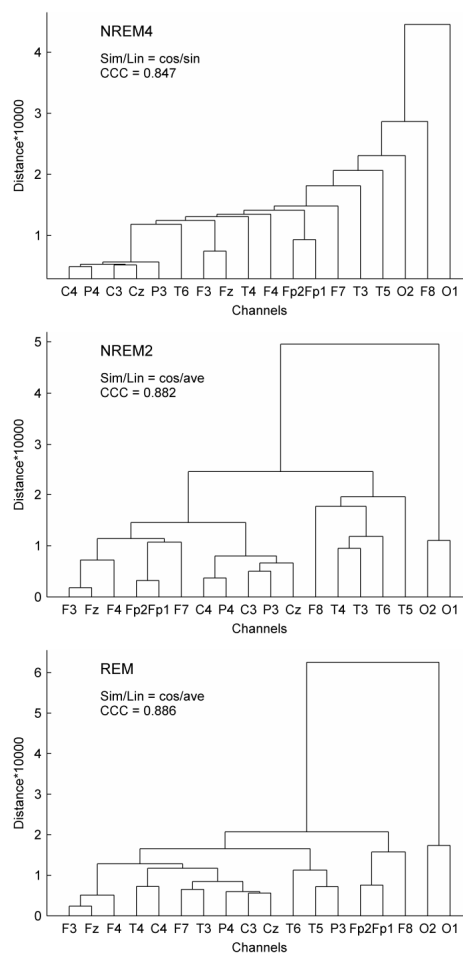 NREM4
Sim/Lin = cos/sin
CCC = 0.847
Distance*10000
4
3
2
1
C4 P4 C3 Cz P3 T6 F3 Fz T4 F4 Fp2Fp1 F7 T3 T5 O2 F8 O1
Channels
NREM2
Sim/Lin = cos/ave
CCC = 0.882
Distance*10000
5
4
3
2
1
0
F3 Fz F4 Fp2Fp1 F7 C4 P4 C3 P3 Cz F8 T4 T3 T6 T5 O2 O1
Channels
REM
Sim/Lin = cos/ave
CCC = 0.886
Distance*10000
6
5
4
3
2
1
0
F3 Fz F4 T4 C4 F7 T3 P4 C3 Cz T6 T5 P3 Fp2Fp1 F8 O2 O1
Channels